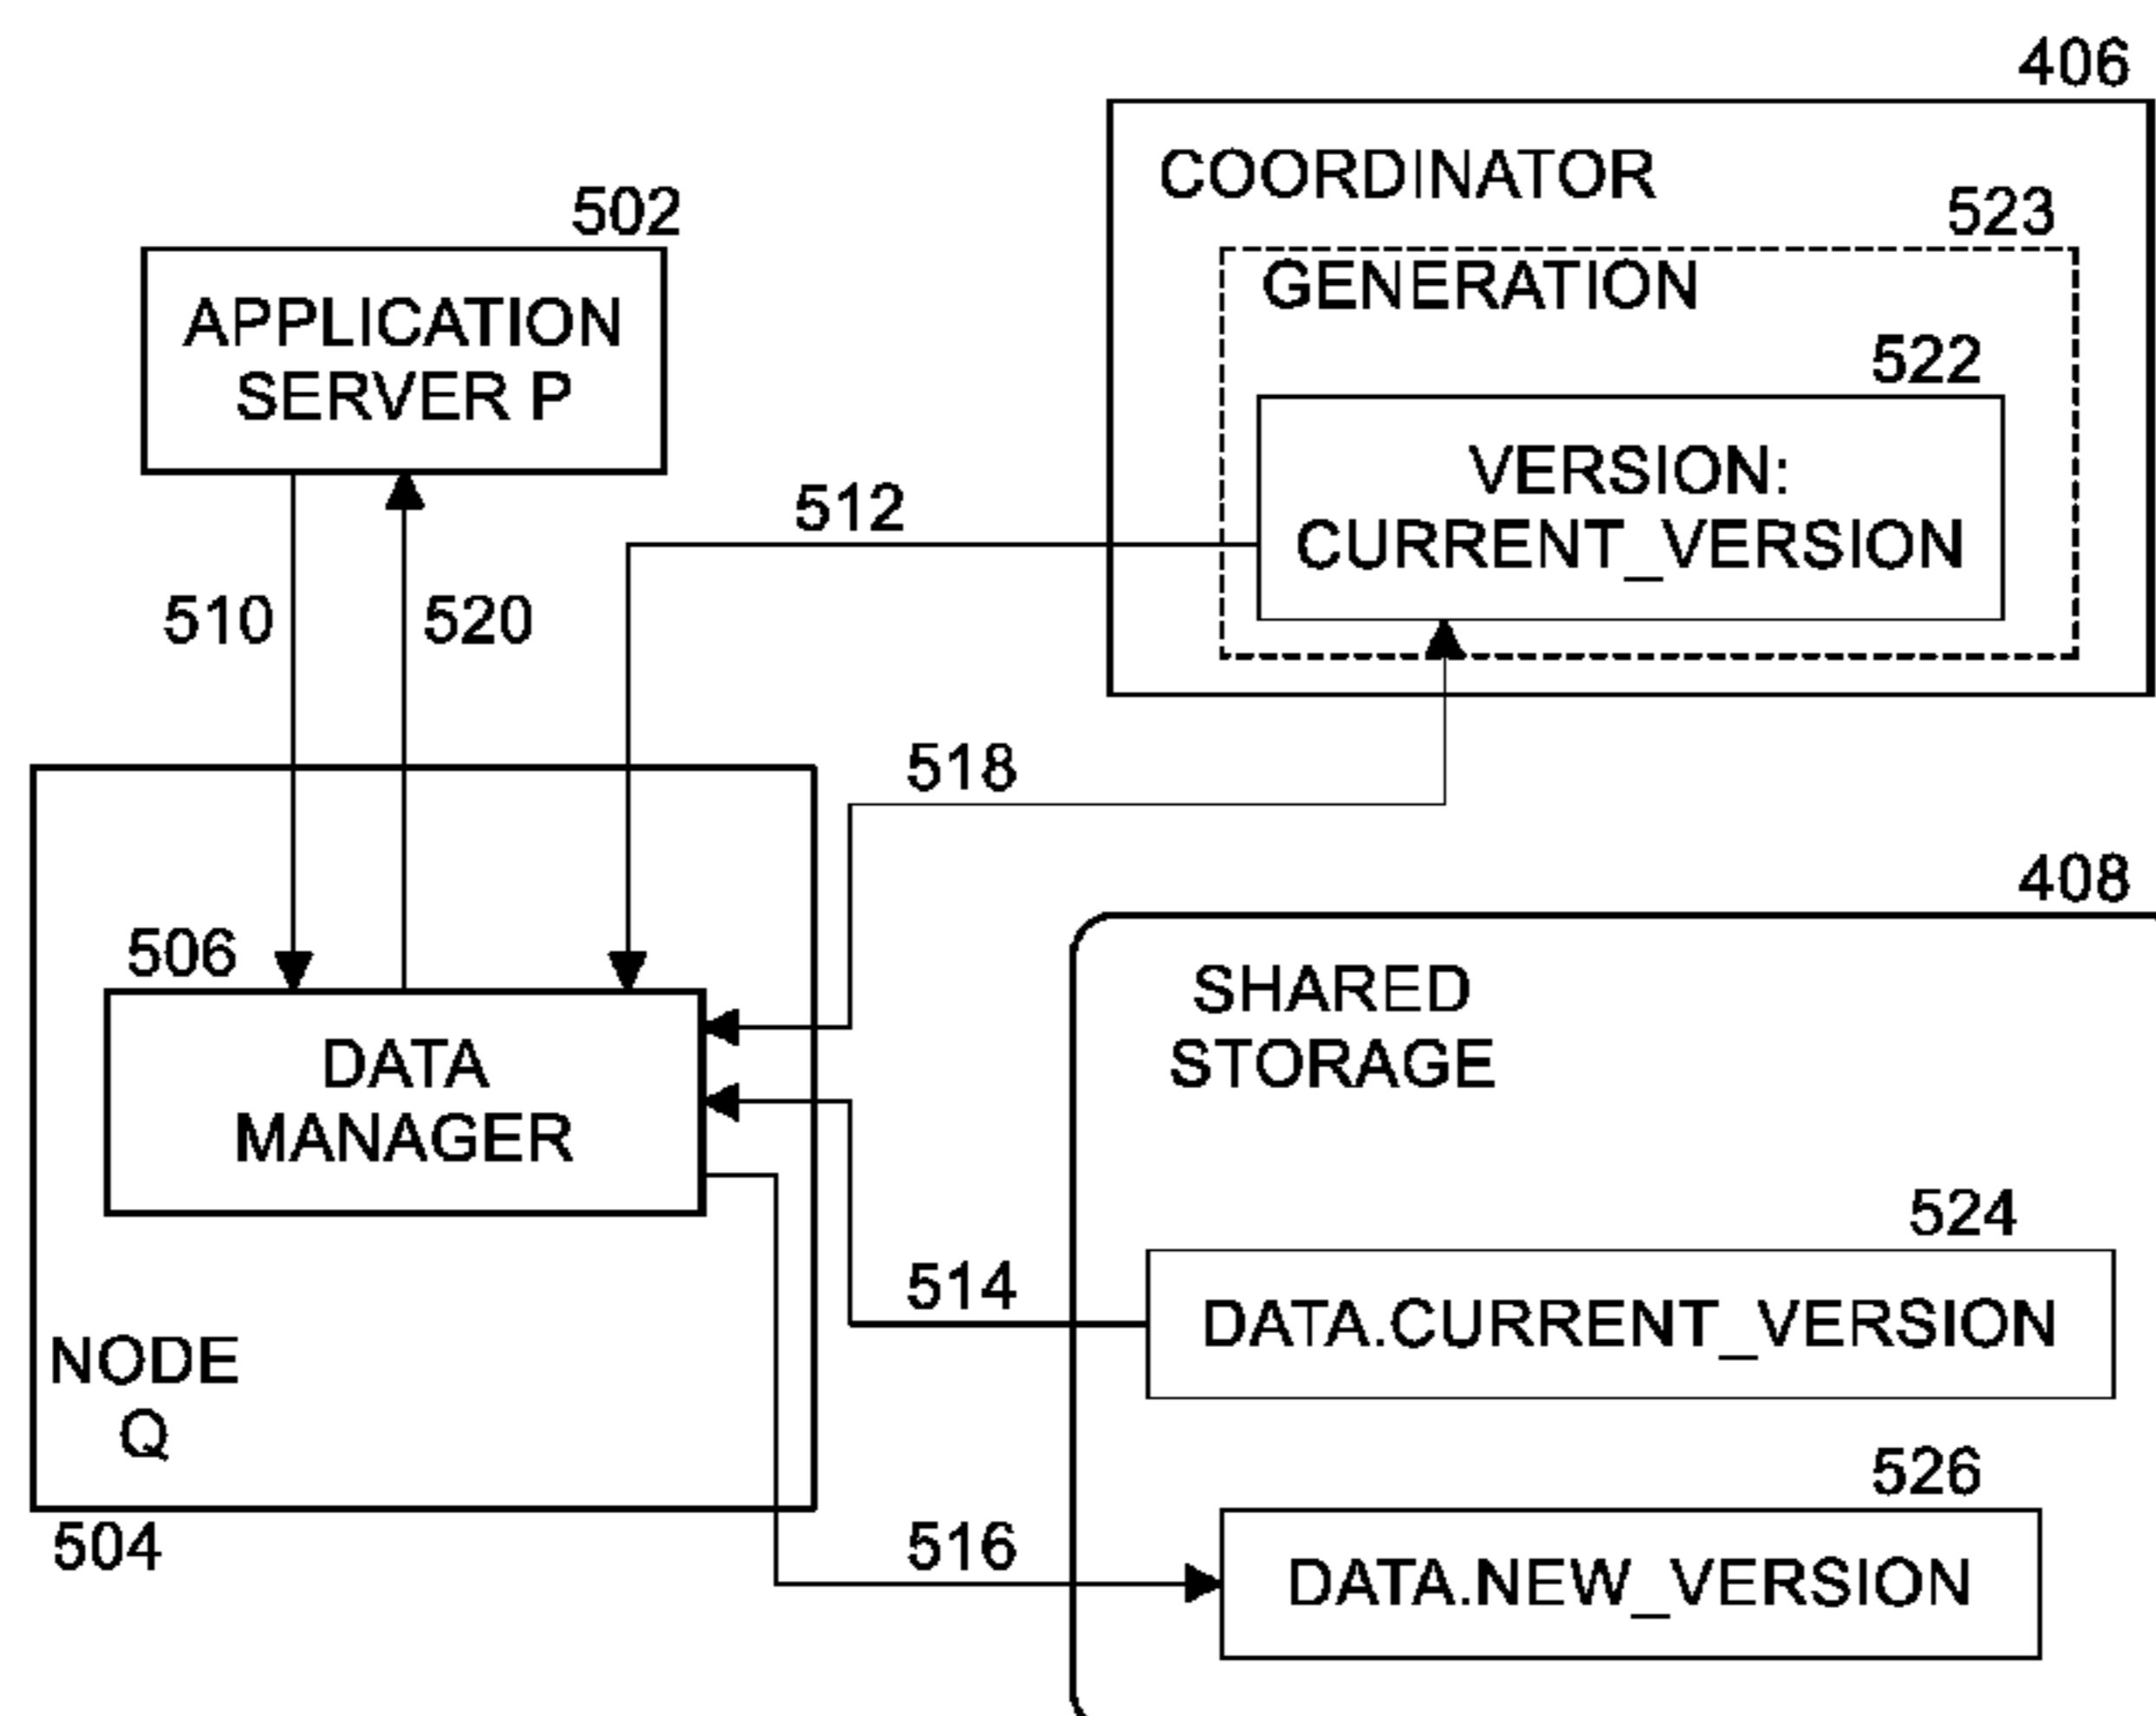 406
COORDINATOR
502
523
GENERATION
APPLICATION
SERVER P
522
VERSION:
CURRENT_VERSION
512
510
520
518
408
506
SHARED
STORAGE
DATA
MANAGER
524
514
DATA.CURRENT_VERSION
NODE
Q
526
504
516
DATA.NEW_VERSION